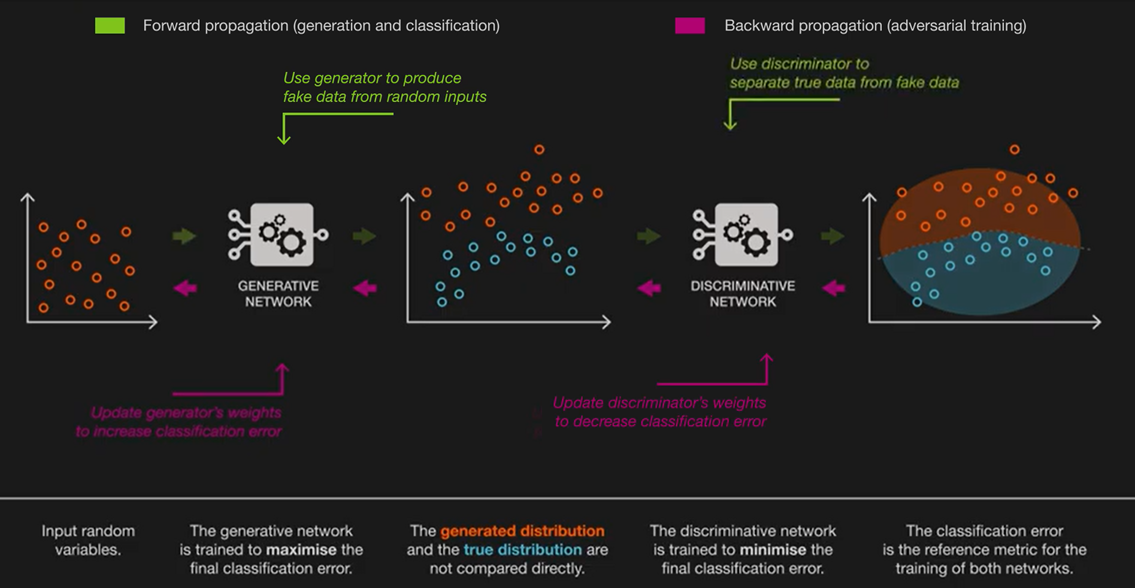 Forward propagation (generation and classification)
Backward propagation (adversarial training)
Use generator to produce
fake data from random inputs
Use discriminator to
separate true data from fake data
GENERATIVE
NETWORK
DISCRIMINATIVE
NETWORK
Update generator's weights
to increase classification error
Update discriminator's weights
to decrease classification error
Input random
variables.
The generative network
is trained to maximise the
final classification error.
The generated distribution
and the true distribution are
not compared directly.
The discriminative network
is trained to minimise the
final classification error.
The classification error
is the reference metric for the
training of both networks.